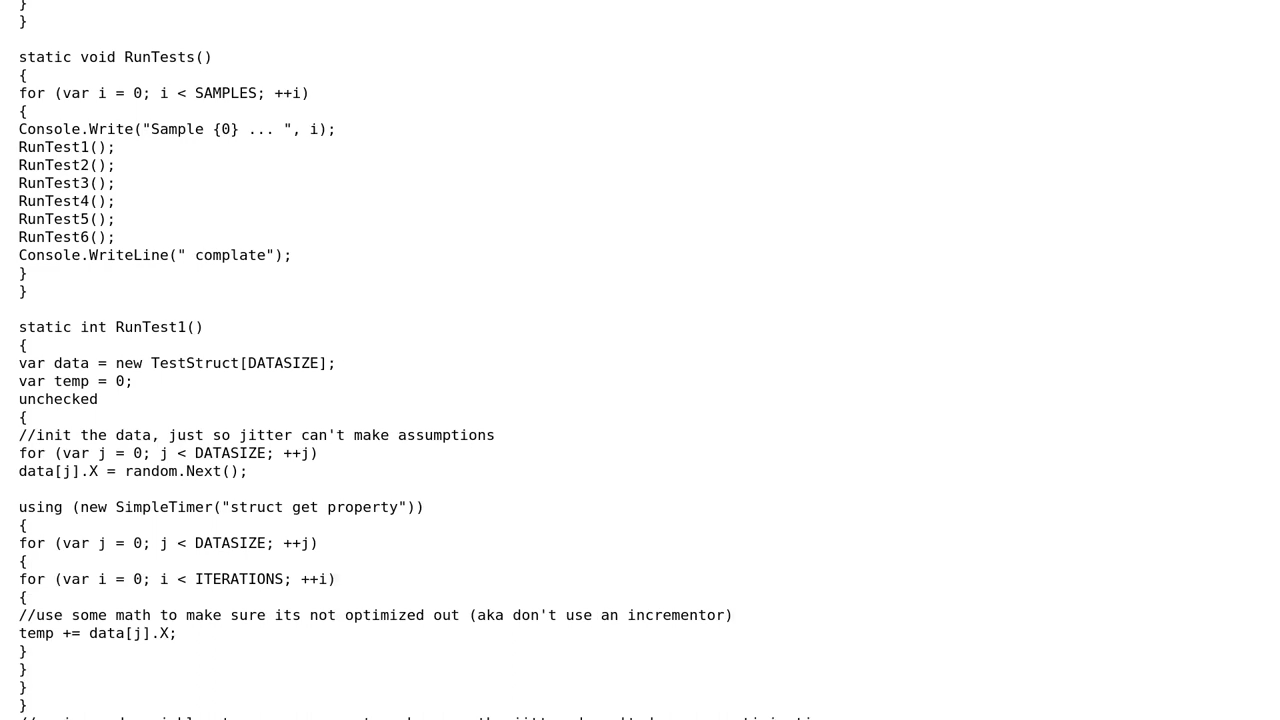 }
}
static void RunTests()
{
for (var i = 0; i < SAMPLES; ++i)
{
Console.Write("Sample {0} ... ", i);
RunTest1();
RunTest2();
RunTest3();
RunTest4();
RunTest5();
RunTest6();
Console.WriteLine(" complate");
}
}
static int RunTest1()
{
var data = new TestStruct[DATASIZE];
var temp = 0;
unchecked
{
//init the data, just so jitter can't make assumptions
for (var j = 0; j < DATASIZE; ++j)
data[j].X = random.Next();
using (new SimpleTimer("struct get property"))
{
for (var j = 0; j < DATASIZE; ++j)
{
for (var i = 0; i < ITERATIONS; ++i)
{
//use some math to make sure its not optimized out (aka don't use an incrementor)
temp += data[j].X;
}
}
}
}